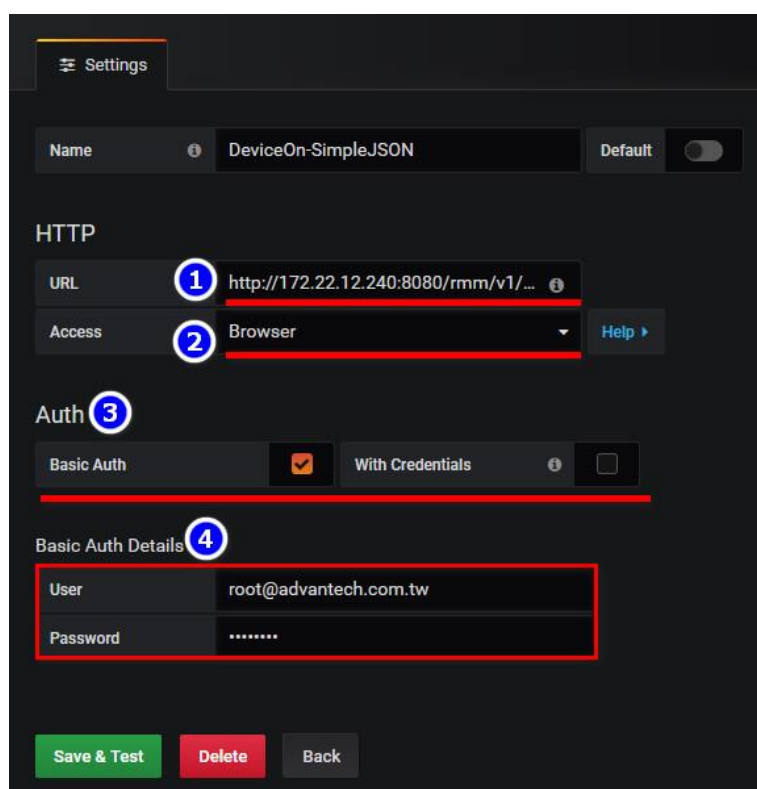 Settings
Name DeviceOn-SimpleJSON Default
HTTP
URL 1 http://172.22.12.240:8080/rmm/v1/...
Access 2 Browser Help
Auth 3
Basic Auth With Credentials
Basic Auth Details 4
User root@advantech.com.tw
Password ••••••••
Save & Test Delete Back